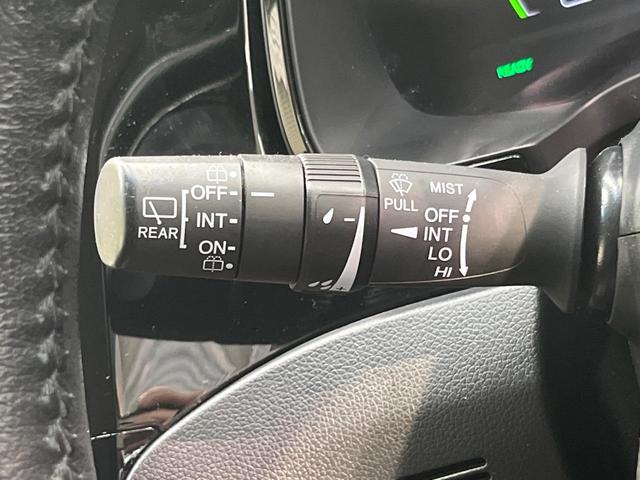 READY
OFF
INT
ON
REAR
PULL
MIST
OFF
INT
LO
HI